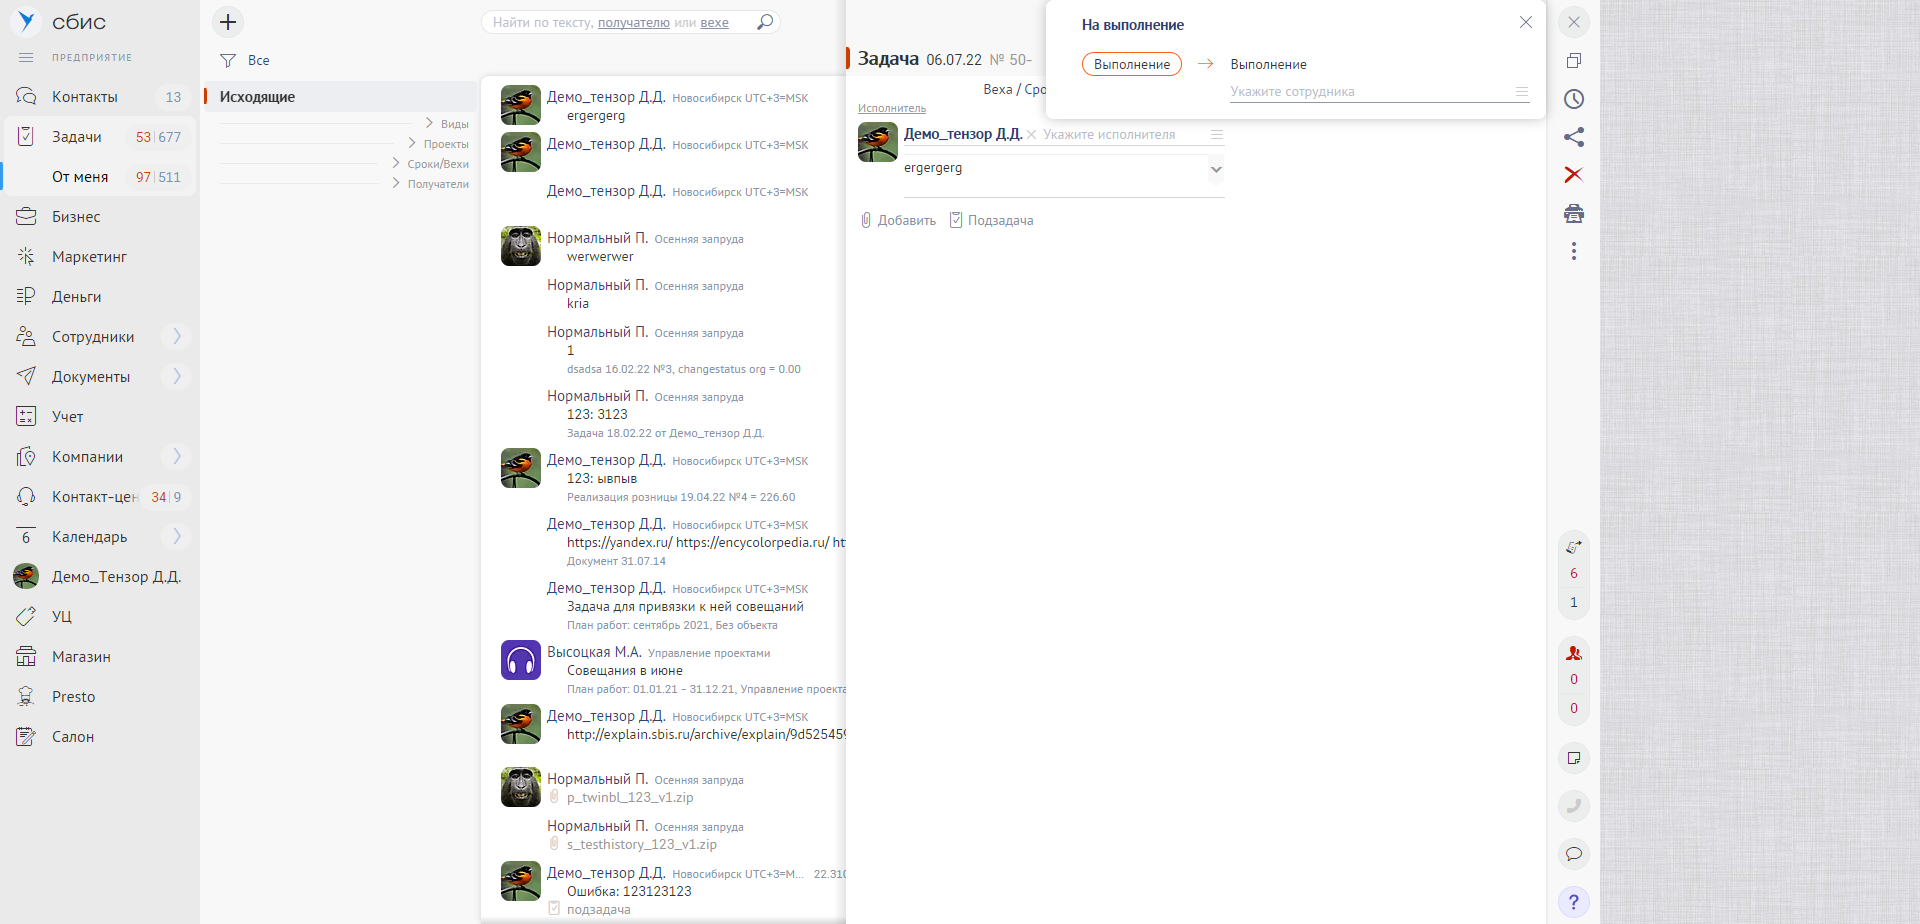 сбис
ПРЕДПРИЯТИЕ
Контакты 13
Задачи 53|677
От меня 97|511
Бизнес
Маркетинг
Деньги
Сотрудники
Документы
Учет
Компании
Контакт-цен 34|9
6 Календарь
Демо_Тензор Д.Д.
УЦ
Магазин
Presto
Салон
Найти по тексту, получателю или вехе
Все
Исходящие
Виды
Проекты
Сроки/Вехи
Получатели
Демо_тензор Д.Д. Новосибирск UTC+3=MSK
ergergerg
Демо_тензор Д.Д. Новосибирск UTC+3=MSK
Демо_тензор Д.Д. Новосибирск UTC+3=MSK
Нормальный П. Осенняя запруда
werwerwer
Нормальный П. Осенняя запруда
kria
Нормальный П. Осенняя запруда
1
dsadsa 16.02.22 №3, changestatus org = 0.00
Нормальный П. Осенняя запруда
123: 3123
Задача 18.02.22 от Демо_тензор Д.Д.
Демо_тензор Д.Д. Новосибирск UTC+3=MSK
123: ывпыв
Реализация розницы 19.04.22 №4 = 226.60
Демо_тензор Д.Д. Новосибирск UTC+3=MSK
https://yandex.ru/ https://encycolorpedia.ru/ ht
Документ 31.07.14
Демо_тензор Д.Д. Новосибирск UTC+3=MSK
Задача для привязки к ней совещаний
План работ: сентябрь 2021, Без объекта
Высоцкая М.А. Управление проектами
Совещания в июне
План работ: 01.01.21 - 31.12.21, Управление проекта
Демо_тензор Д.Д. Новосибирск UTC+3=MSK
http://explain.sbis.ru/archive/explain/9d525459
Нормальный П. Осенняя запруда
p_twinbl_123_v1.zip
Нормальный П. Осенняя запруда
s_testhistory_123_v1.zip
Демо_тензор Д.Д. Новосибирск UTC+3=M... 22.310
Ошибка: 123123123
подзадача
Задача 06.07.22 № 50-
Веха / Сро
Исполнитель
Демо_тензор Д.Д. Укажите исполнителя
ergergerg
Добавить Подзадача
На выполнение
Выполнение Выполнение
Укажите сотрудника
6
1
0
0
?